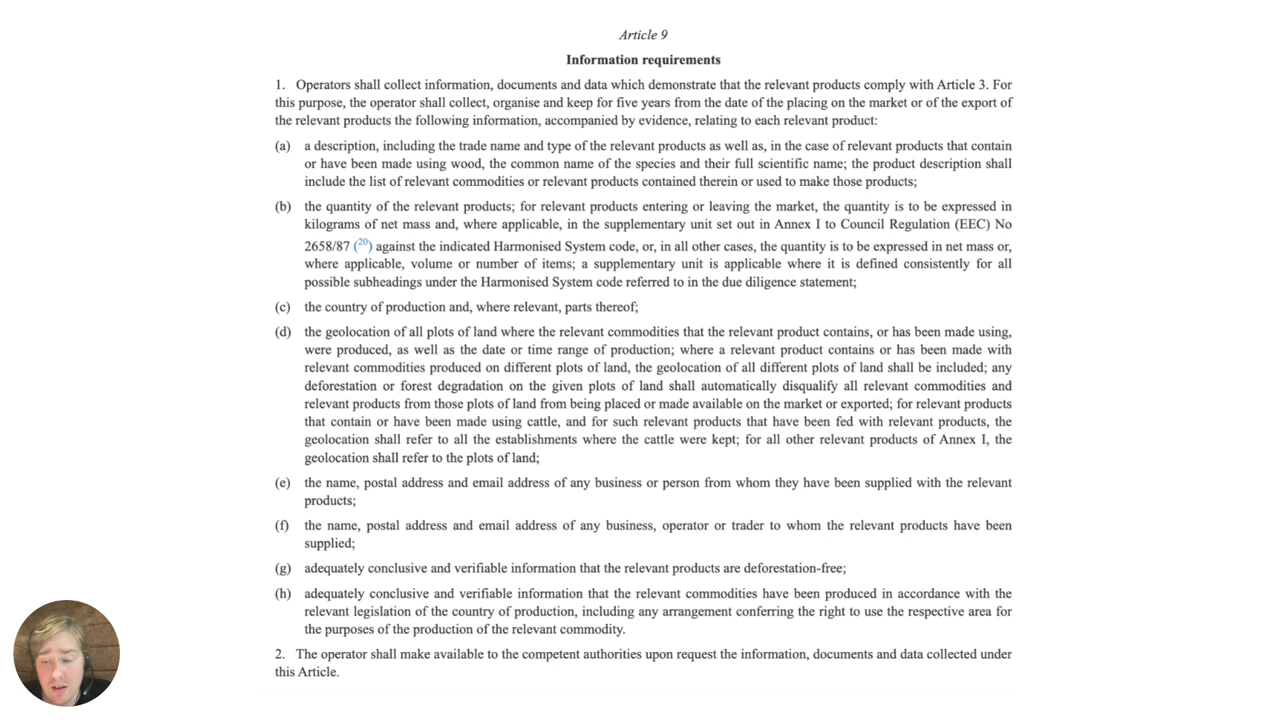 Article 9
Information requirements
1. Operators shall collect information, documents and data which demonstrate that the relevant products comply with Article 3. For
this purpose, the operator shall collect, organise and keep for five years from the date of the placing on the market or of the export of
the relevant products the following information, accompanied by evidence, relating to each relevant product:
(a) a description, including the trade name and type of the relevant products as well as, in the case of relevant products that contain
or have been made using wood, the common name of the species and their full scientific name; the product description shall
include the list of relevant commodities or relevant products contained therein or used to make those products;
(b) the quantity of the relevant products; for relevant products entering or leaving the market, the quantity is to be expressed in
kilograms of net mass and, where applicable, in the supplementary unit set out in Annex I to Council Regulation (EEC) No
2658/87 (20) against the indicated Harmonised System code, or, in all other cases, the quantity is to be expressed in net mass or,
where applicable, volume or number of items; a supplementary unit is applicable where it is defined consistently for all
possible subheadings under the Harmonised System code referred to in the due diligence statement;
(c) the country of production and, where relevant, parts thereof;
(d) the geolocation of all plots of land where the relevant commodities that the relevant product contains, or has been made using,
were produced, as well as the date or time range of production; where a relevant product contains or has been made with
relevant commodities produced on different plots of land, the geolocation of all different plots of land shall be included; any
deforestation or forest degradation on the given plots of land shall automatically disqualify all relevant commodities and
relevant products from those plots of land from being placed or made available on the market or exported; for relevant products
that contain or have been made using cattle, and for such relevant products that have been fed with relevant products, the
geolocation shall refer to all the establishments where the cattle were kept; for all other relevant products of Annex I, the
geolocation shall refer to the plots of land;
(e) the name, postal address and email address of any business or person from whom they have been supplied with the relevant
products;
(f) the name, postal address and email address of any business, operator or trader to whom the relevant products have been
supplied;
(g) adequately conclusive and verifiable information that the relevant products are deforestation-free;
(h) adequately conclusive and verifiable information that the relevant commodities have been produced in accordance with the
relevant legislation of the country of production, including any arrangement conferring the right to use the respective area for
the purposes of the production of the relevant commodity.
2. The operator shall make available to the competent authorities upon request the information, documents and data collected under
this Article.